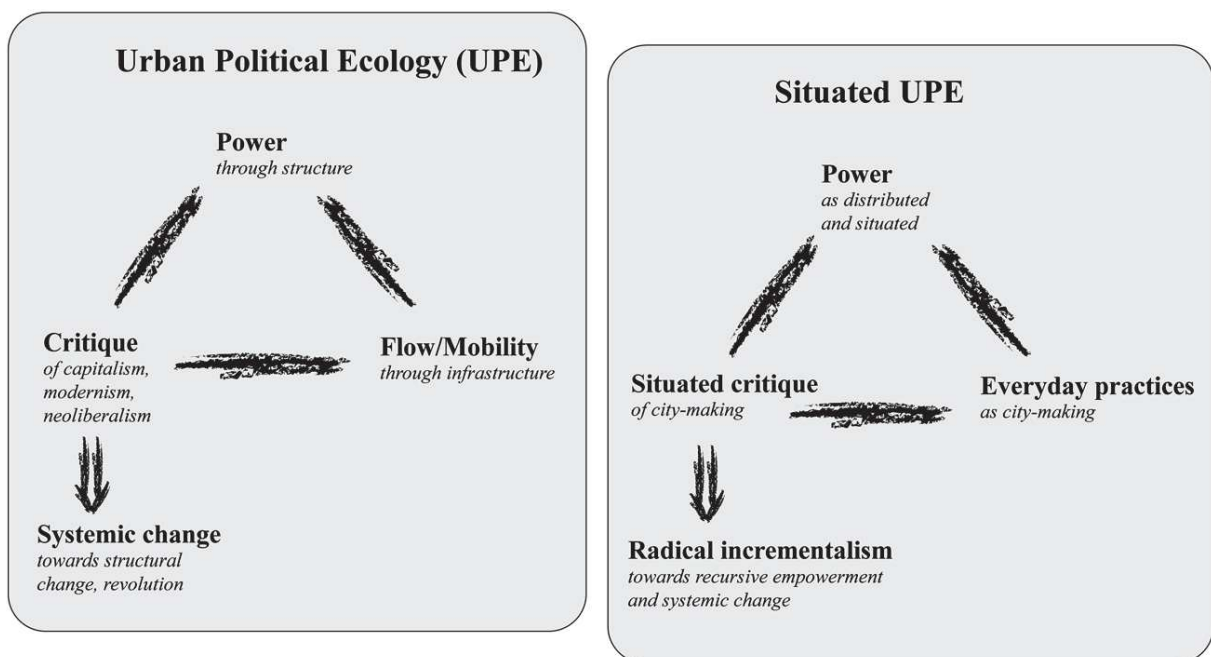 Urban Political Ecology (UPE)
Power
through structure
Critique
of capitalism,
modernism,
neoliberalism
Flow/Mobility
through infrastructure
Systemic change
towards structural
change, revolution
Situated UPE
Power
as distributed
and situated
Situated critique
of city-making
Everyday practices
as city-making
Radical incrementalism
towards recursive empowerment
and systemic change